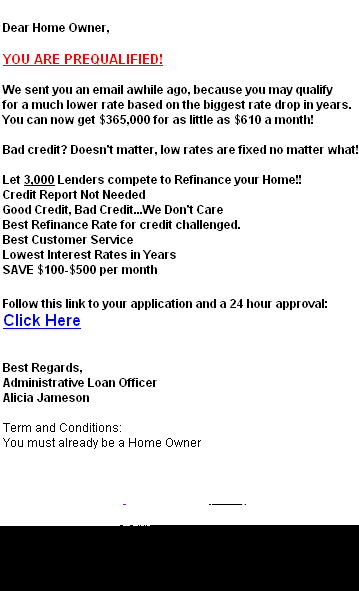 Dear Home Owner,
YOU ARE PREQUALIFIED!
We sent you an email awhile ago, because you may qualify
for a much lower rate based on the biggest rate drop in years.
You can now get $365,000 for as little as $610 a month!
Bad credit? Doesn't matter, low rates are fixed no matter what!
Let 3,000 Lenders compete to Refinance your Home!!
Credit Report Not Needed
Good Credit, Bad Credit...We Don't Care
Best Refinance Rate for credit challenged.
Best Customer Service
Lowest Interest Rates in Years
SAVE $100-$500 per month
Follow this link to your application and a 24 hour approval:
Click Here
Best Regards,
Administrative Loan Officer
Alicia Jameson
Term and Conditions:
You must already be a Home Owner